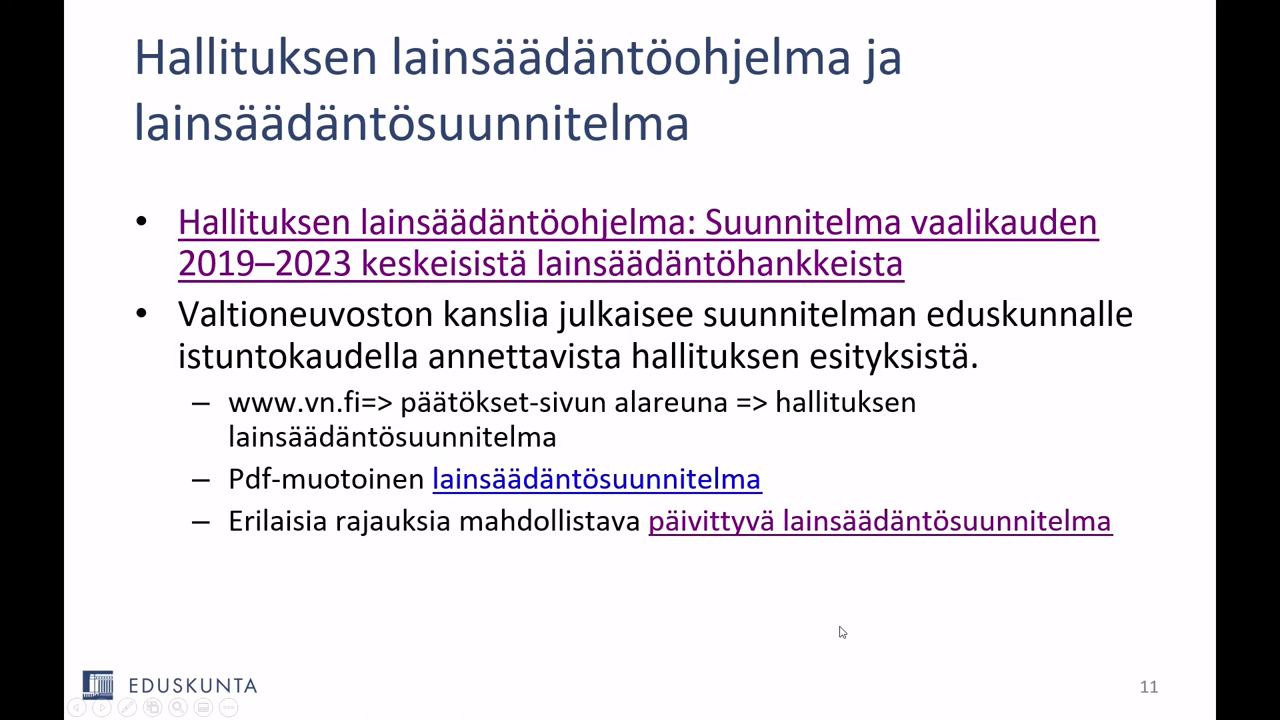 Hallituksen lainsäädäntöohjelma ja
lainsäädäntösuunnitelma
• Hallituksen lainsäädäntöohjelma: Suunnitelma vaalikauden
2019–2023 keskeisistä lainsäädäntöhankkeista
• Valtioneuvoston kanslia julkaisee suunnitelman eduskunnalle
istuntokaudella annettavista hallituksen esityksistä.
– www.vn.fi=> päätökset-sivun alareuna => hallituksen
lainsäädäntösuunnitelma
– Pdf-muotoinen lainsäädäntösuunnitelma
– Erilaisia rajauksia mahdollistava päivittyvä lainsäädäntösuunnitelma
EDUSKUNTA
11